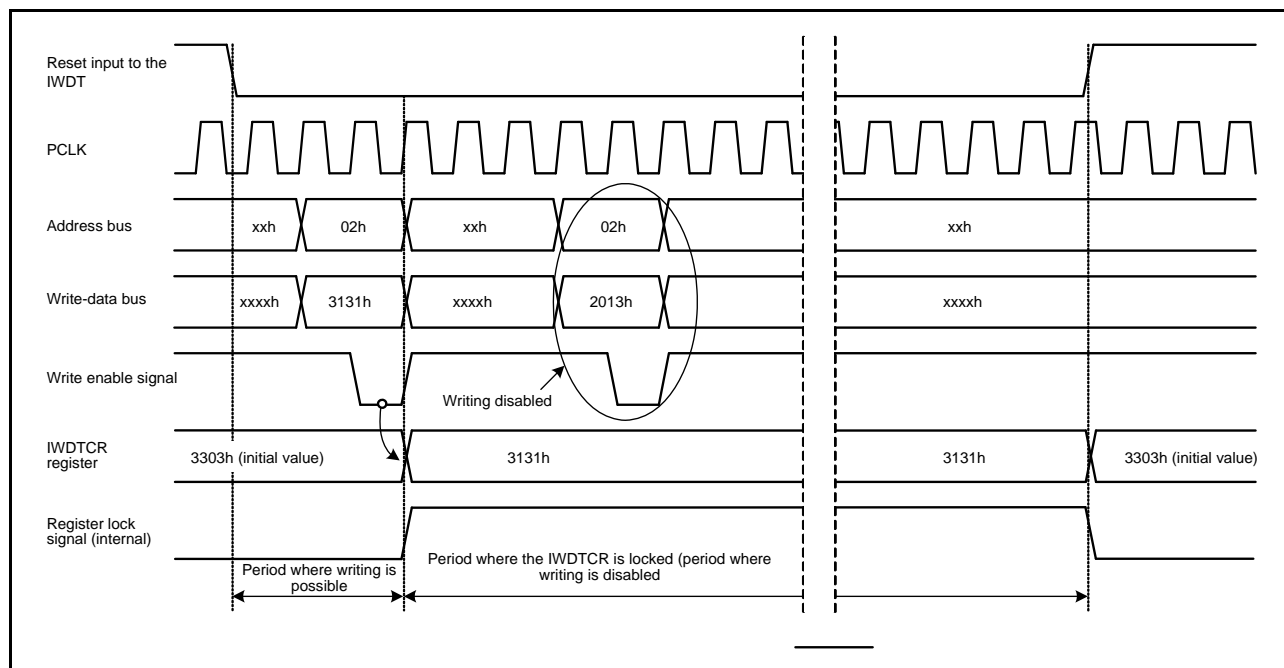 Reset input to the
IWDT
PCLK
Address bus
xxh
02h
xxh
02h
xxh
Write-data bus
xxxxh
3131h
xxxxh
2013h
xxxxh
Write enable signal
Writing disabled
IWDTCR
register
3303h (initial value)
3131h
3131h
3303h (initial value)
Register lock
signal (internal)
Period where writing is
possible
Period where the IWDTCR is locked (period where
writing is disabled